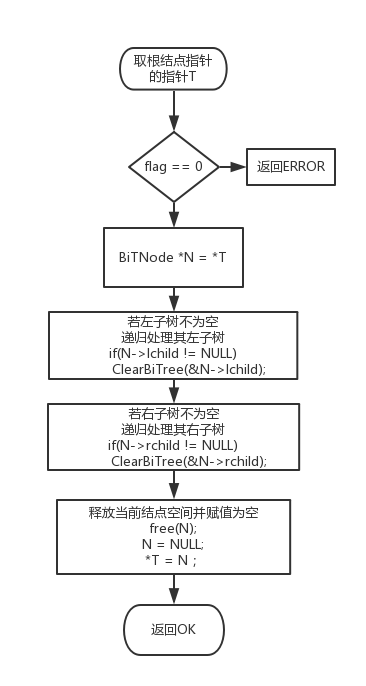 取根结点指针
的指针T
flag == 0
返回ERROR
BiTNode *N = *T
若左子树不为空
递归处理其左子树
if(N->lchild != NULL)
ClearBiTree(&N->lchild);
若右子树不为空
递归处理其右子树
if(N->rchild != NULL)
ClearBiTree(&N->rchild);
释放当前结点空间并赋值为空
free(N);
N = NULL;
*T = N ;
返回OK